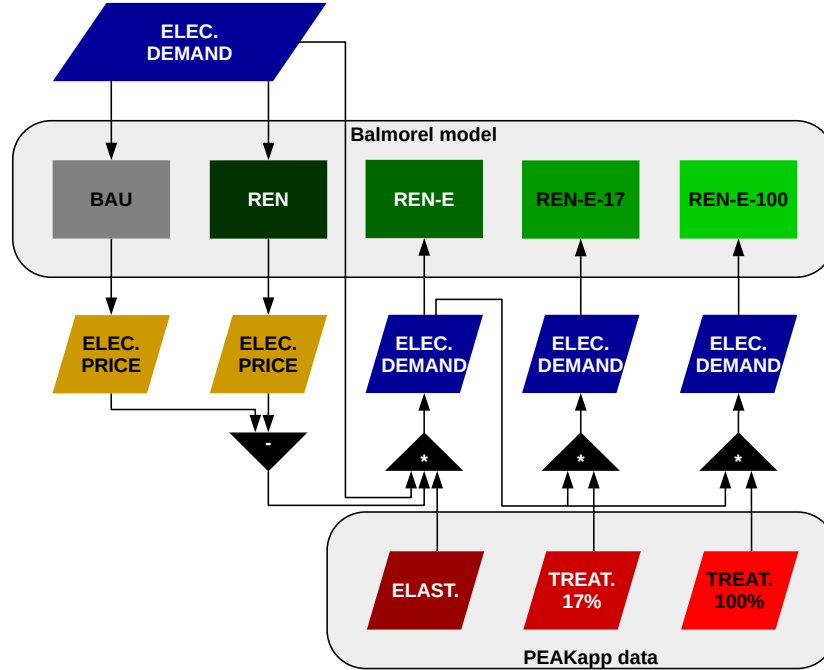 ELEC.
DEMAND
Balmorel model
BAU
REN
REN-E
REN-E-17
REN-E-100
ELEC.
PRICE
ELEC.
PRICE
ELEC.
DEMAND
ELEC.
DEMAND
ELEC.
DEMAND
-
*
*
*
ELAST.
TREAT.
17%
TREAT.
100%
PEAKapp data